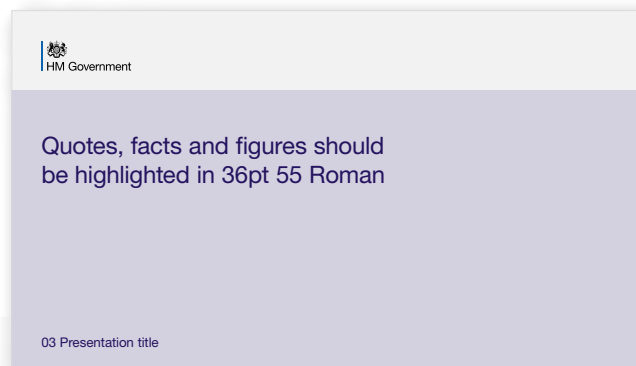 HM Government
Quotes, facts and figures should
be highlighted in 36pt 55 Roman
03 Presentation title